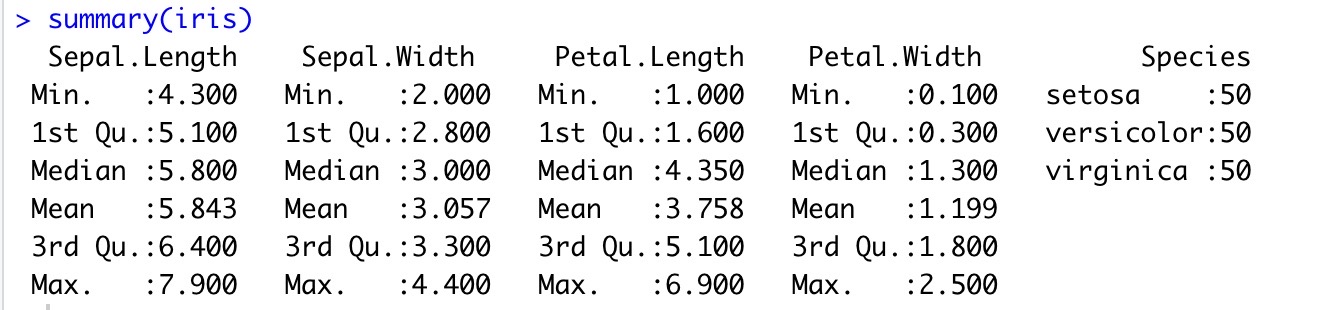 > summary(iris)
  Sepal.Length    Sepal.Width     Petal.Length    Petal.Width          Species
 Min.   :4.300   Min.   :2.000   Min.   :1.000   Min.   :0.100   setosa    :50
 1st Qu.:5.100   1st Qu.:2.800   1st Qu.:1.600   1st Qu.:0.300   versicolor:50
 Median :5.800   Median :3.000   Median :4.350   Median :1.300   virginica :50
 Mean   :5.843   Mean   :3.057   Mean   :3.758   Mean   :1.199
 3rd Qu.:6.400   3rd Qu.:3.300   3rd Qu.:5.100   3rd Qu.:1.800
 Max.   :7.900   Max.   :4.400   Max.   :6.900   Max.   :2.500